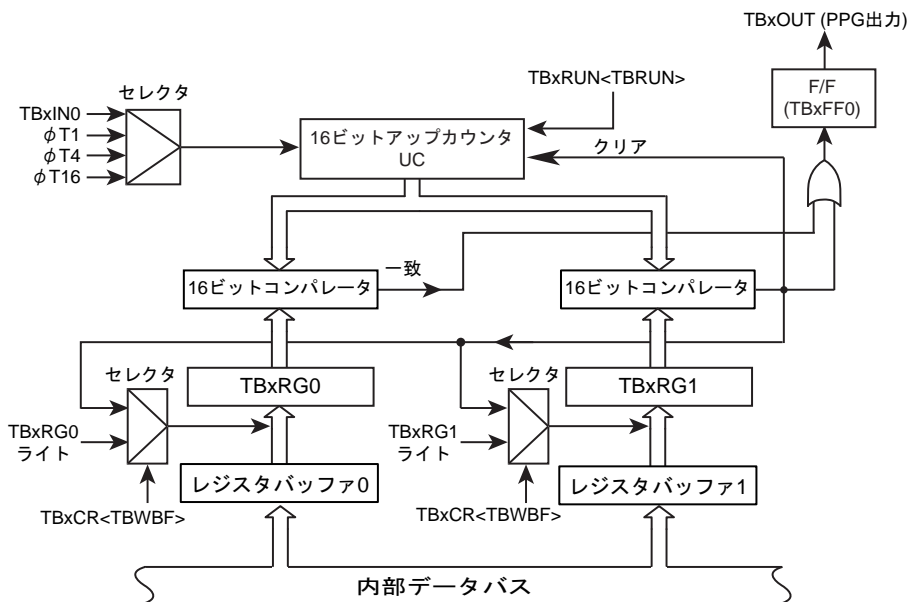 TBxOUT (PPG出力)
F/F
(TBxFF0)
TBxRUN<TBRUN>
セレクタ
TBxIN0
φT1
φT4
φT16
16ビットアップカウンタ
UC
クリア
一致
16ビットコンパレータ
16ビットコンパレータ
セレクタ
TBxRG0
セレクタ
TBxRG1
TBxRG0
ライト
TBxRG1
ライト
レジスタバッファ0
レジスタバッファ1
TBxCR<TBWBF>
TBxCR<TBWBF>
内部データバス